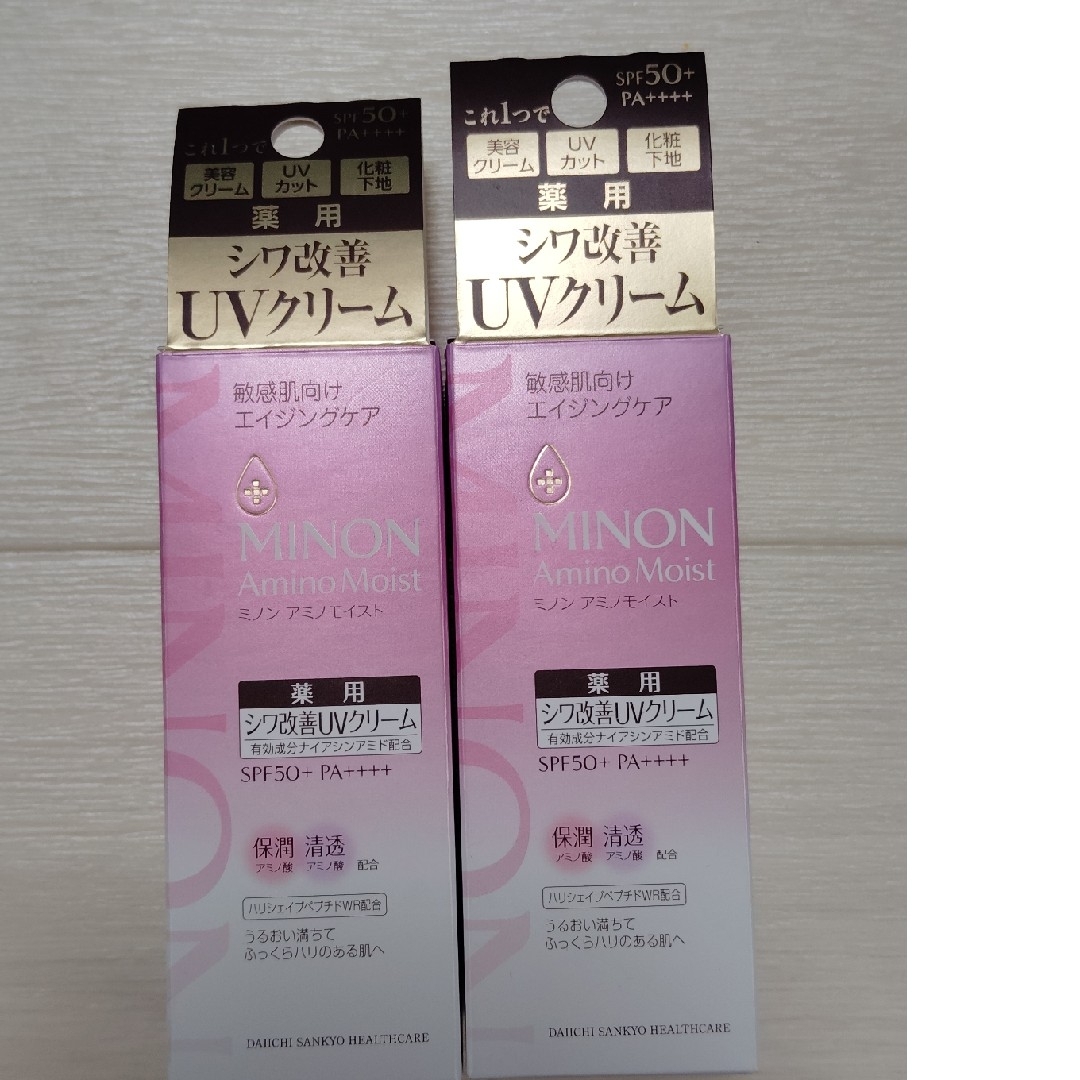 SPF50+
PA++++
これ1つで
美容
クリーム
UV
カット
化粧
下地
薬用
シワ改善
UVクリーム
敏感肌向け
エイジングケア
MINON
Amino Moist
ミノン アミノモイスト
薬用
シワ改善UVクリーム
有効成分ナイアシンアミド配合
SPF50+ PA++++
保潤 清透
アミノ酸 アミノ酸 配合
ハリシェイプペプチドWR配合
うるおい満ちて
ふっくらハリのある肌へ
DAIICHI SANKYO HEALTHCARE
MINON
SPF50+
PA++++
これ1つで
美容
クリーム
UV
カット
化粧
下地
薬用
シワ改善
UVクリーム
敏感肌向け
エイジングケア
MINON
Amino Moist
ミノン アミノモイスト
薬用
シワ改善UVクリーム
有効成分ナイアシンアミド配合
SPF50+ PA++++
保潤 清透
アミノ酸 アミノ酸 配合
ハリシェイプペプチドWR配合
うるおい満ちて
ふっくらハリのある肌へ
DAIICHI SANKYO HEALTHCARE
MINON